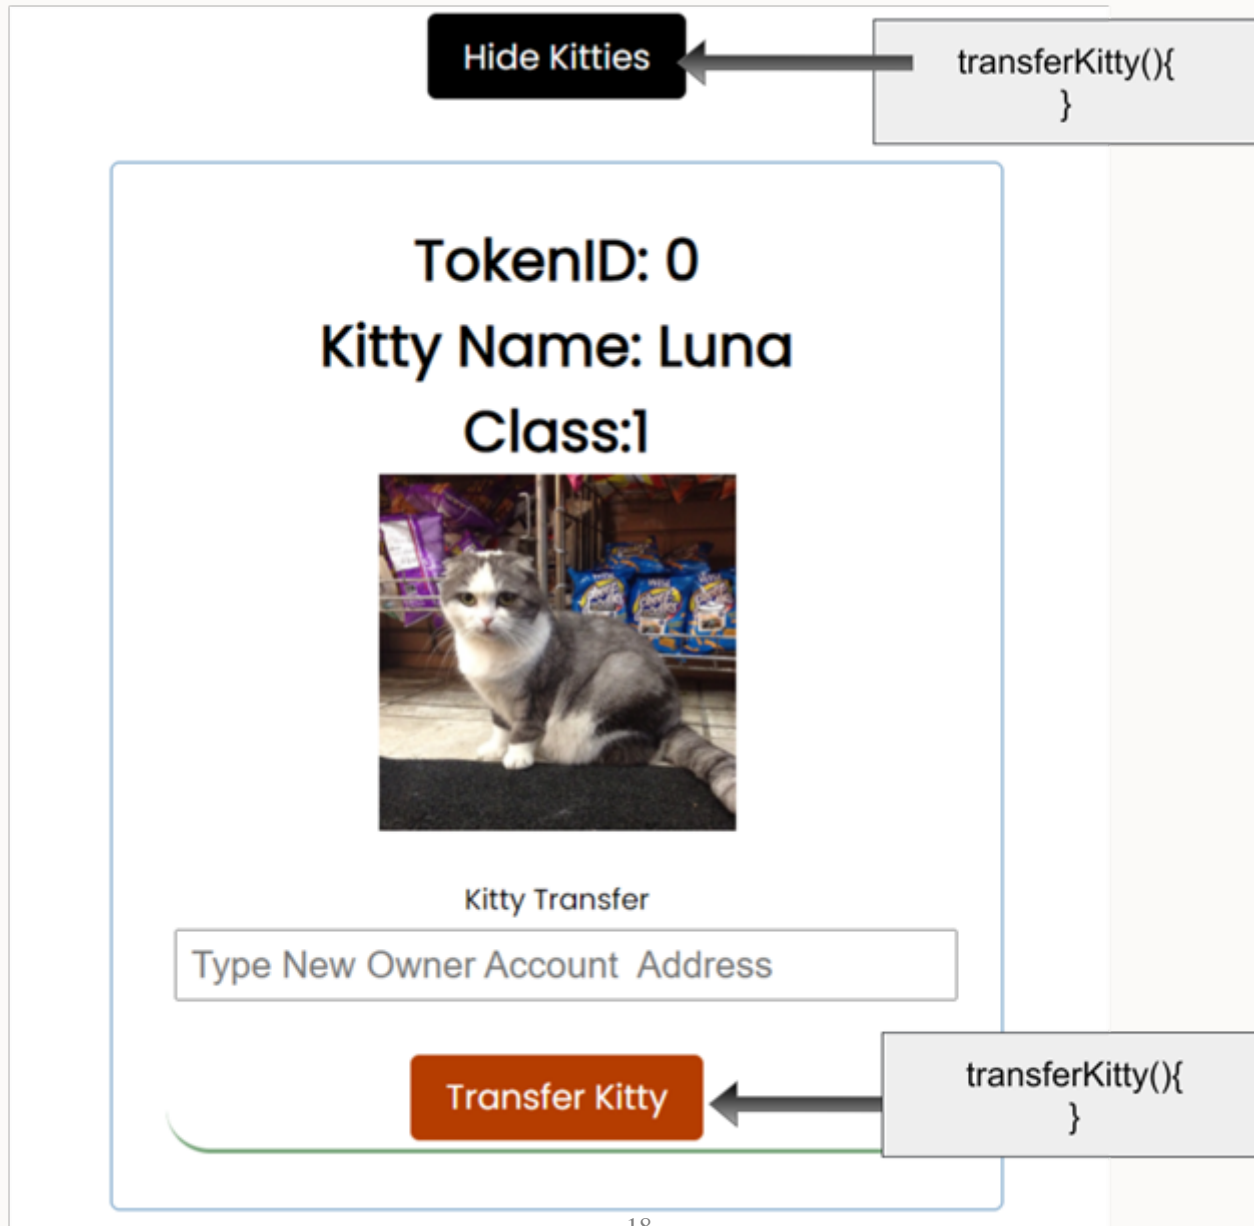 Hide Kitties
transferKitty(){
}
TokenID: 0
Kitty Name: Luna
Class:1
Kitty Transfer
Type New Owner Account  Address
Transfer Kitty
transferKitty(){
}